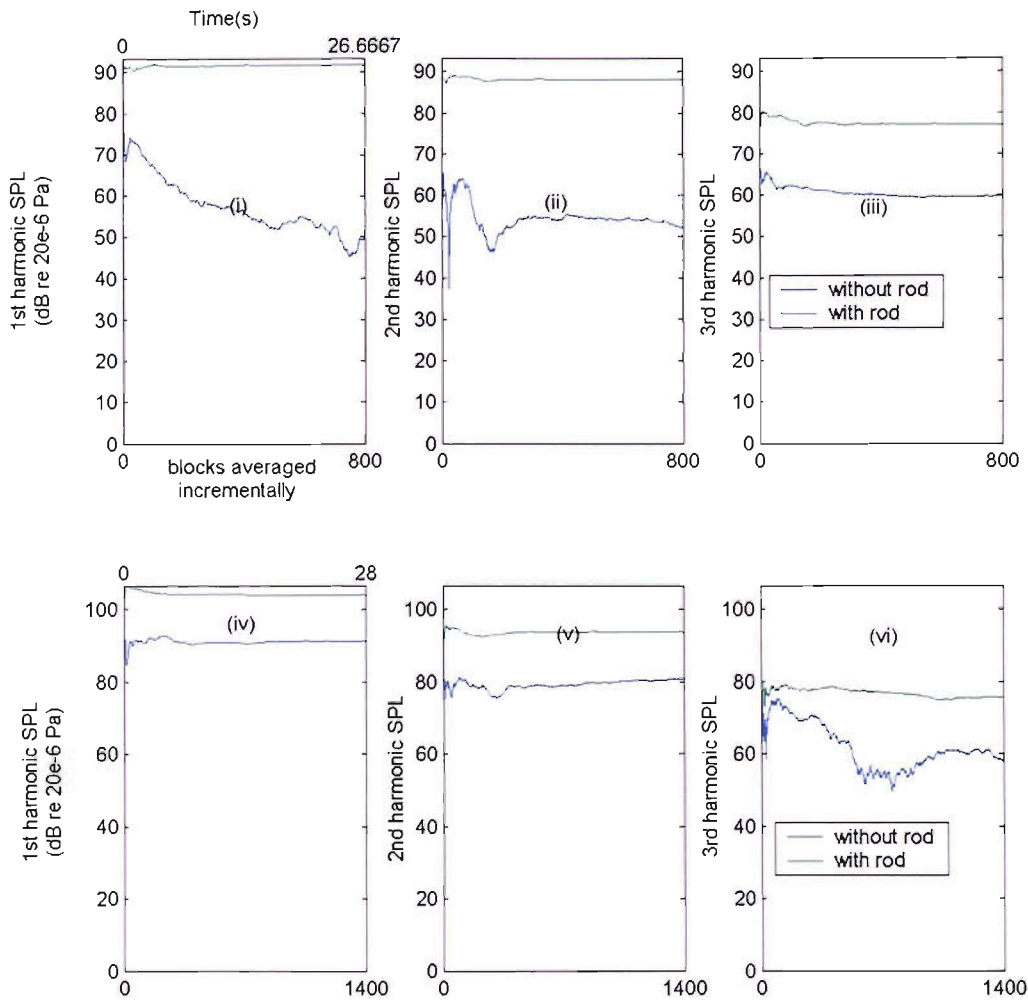 Time(s)
0 26.6667
1st harmonic SPL
(dB re 20e-6 Pa)
90
80
70
60
50
40
30
20
10
0
(i)
0 800
blocks averaged
incrementally
2nd harmonic SPL
90
80
70
60
50
40
30
20
10
0
(ii)
0 800
3rd harmonic SPL
90
80
70
60
50
40
30
20
10
0
(iii)
without rod
with rod
0 800
0 28
1st harmonic SPL
(dB re 20e-6 Pa)
100
80
60
40
20
0
(iv)
0 1400
2nd harmonic SPL
100
80
60
40
20
0
(v)
0 1400
3rd harmonic SPL
100
80
60
40
20
0
(vi)
without rod
with rod
0 1400